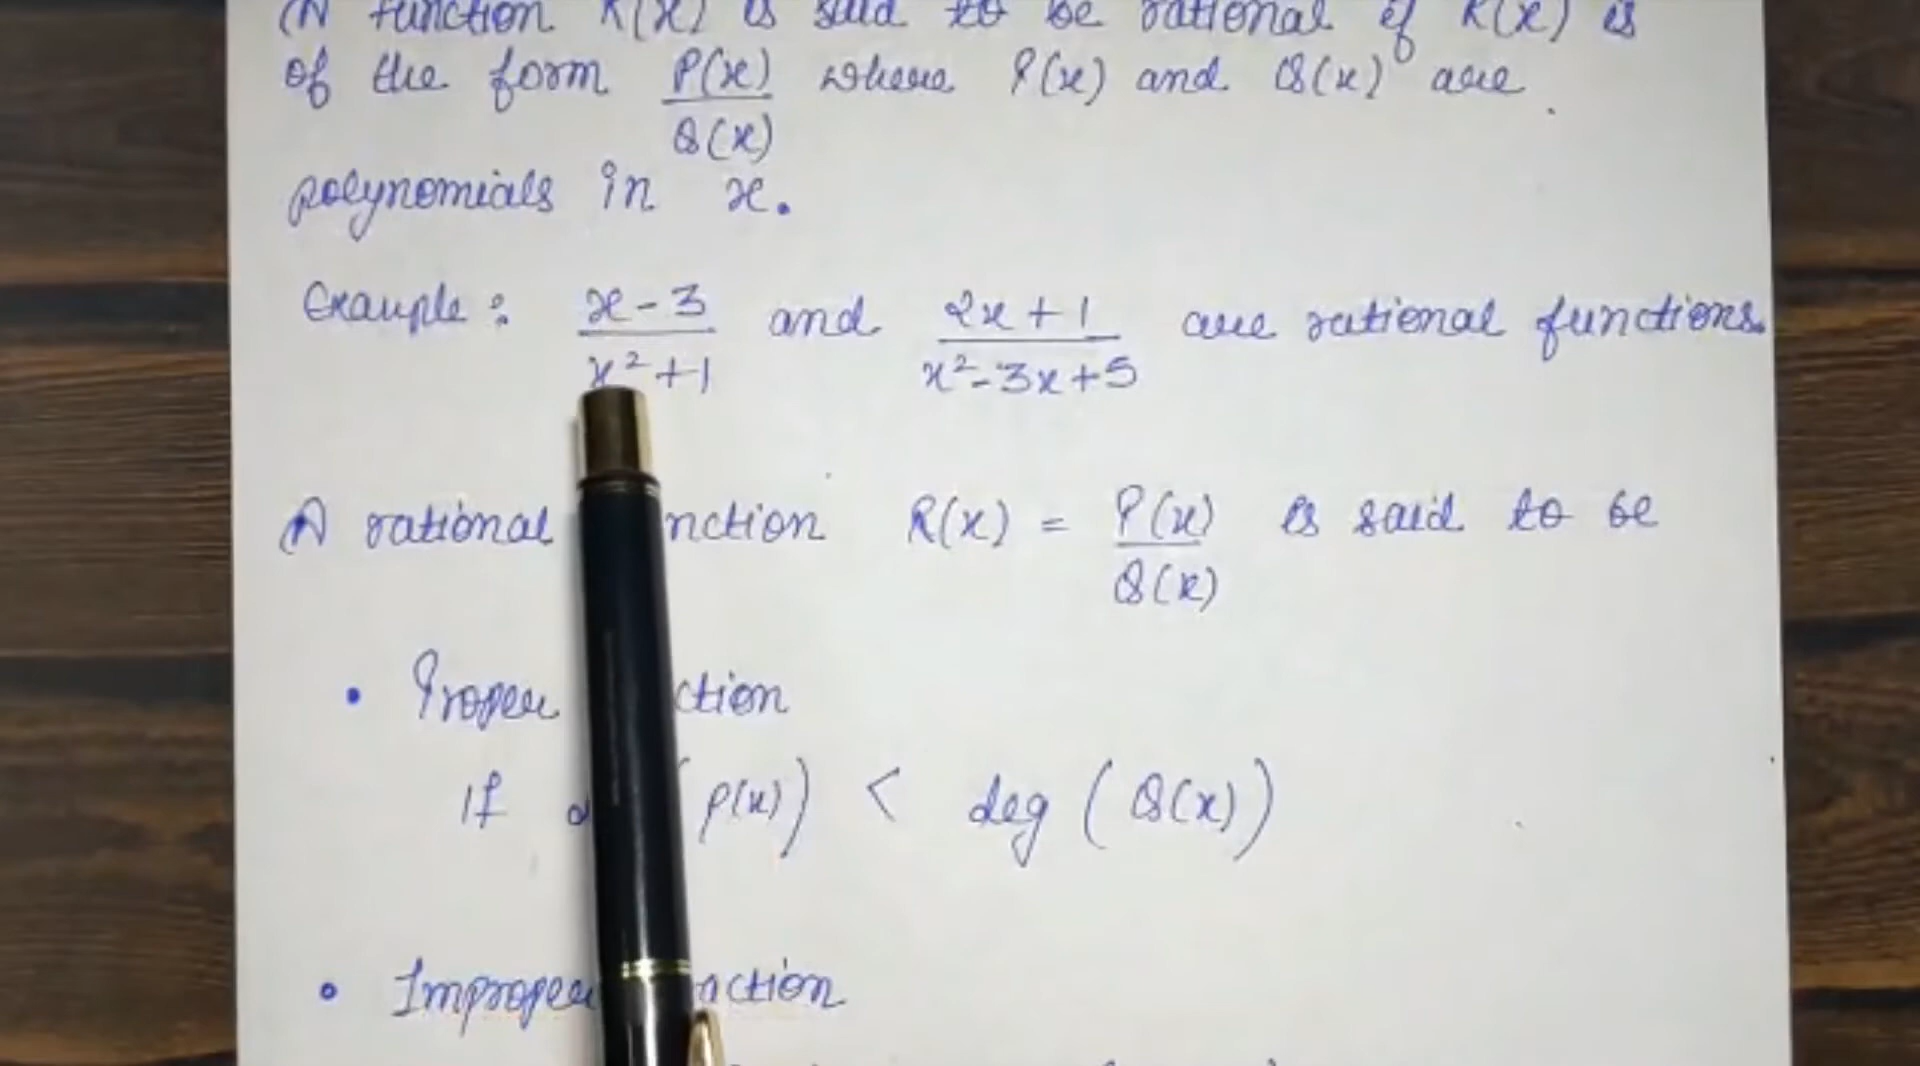 A function R(x) is said to be rational if R(x) is
of the form P(x)/Q(x) where P(x) and Q(x) are
polynomials in x.
Example: x-3/x²+1 and 2x+1/x²-3x+5 are rational functions.
A rational nction R(x) = P(x)/Q(x) is said to be
• Proper ction
If (P(x)) < deg (Q(x))
• Improper action